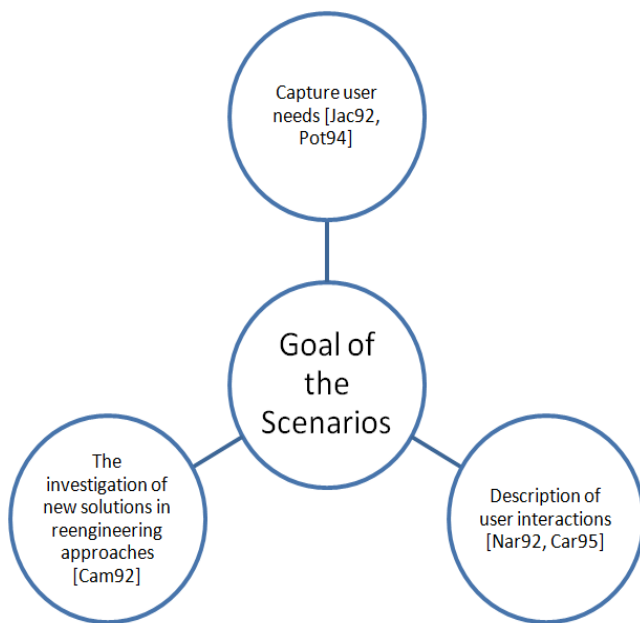 Capture user
needs [Jac92,
Pot94]
Goal of
the
Scenarios
The
investigation of
new solutions in
reengineering
approaches
[Cam92]
Description of
user interactions
[Nar92, Car95]